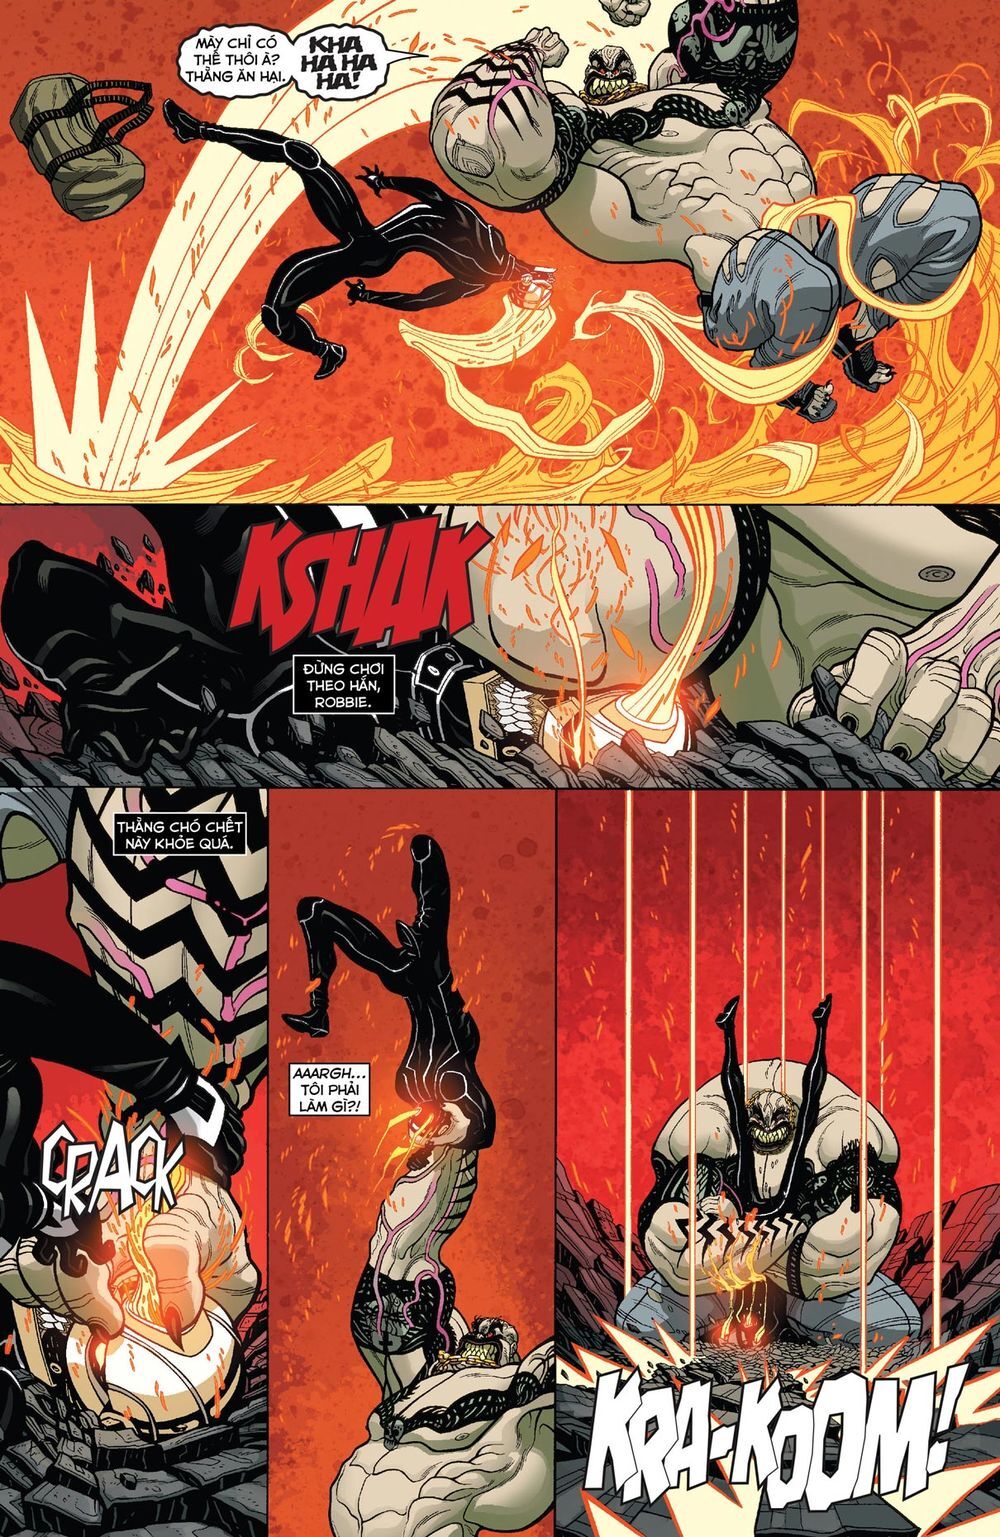 MÀY CHỈ CÓ
THẾ THÔI À?
THẰNG ĂN HẠI.
KHA
HA HA
HA!
KSHAK
ĐỪNG CHƠI
THEO HẮN,
ROBBIE.
THẰNG CHÓ CHẾT
NÀY KHỎE QUÁ.
CRACK
AAARGH...
TÔI PHẢI
LÀM GÌ?!
KRA-KOOM!